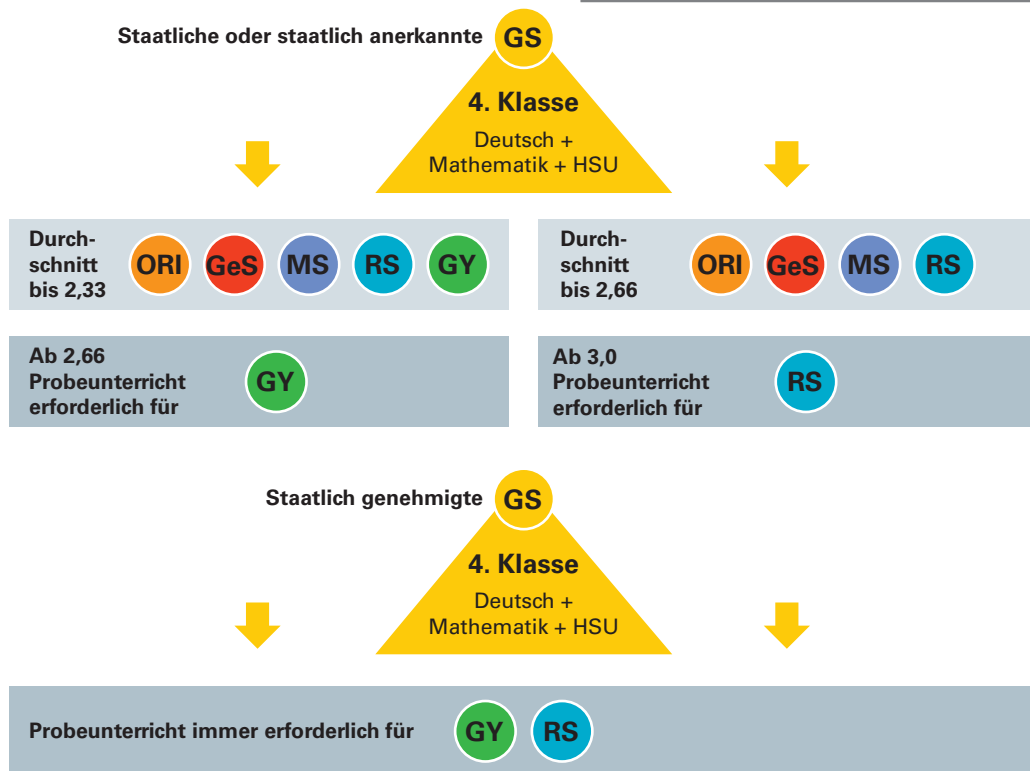 Staatliche oder staatlich anerkannte GS
4. Klasse
Deutsch +
Mathematik + HSU
Durch-
schnitt
bis 2,33
ORI GeS MS RS GY
Durch-
schnitt
bis 2,66
ORI GeS MS RS
Ab 2,66
Probeunterricht
erforderlich für
GY
Ab 3,0
Probeunterricht
erforderlich für
RS
Staatlich genehmigte GS
4. Klasse
Deutsch +
Mathematik + HSU
Probeunterricht immer erforderlich für GY RS